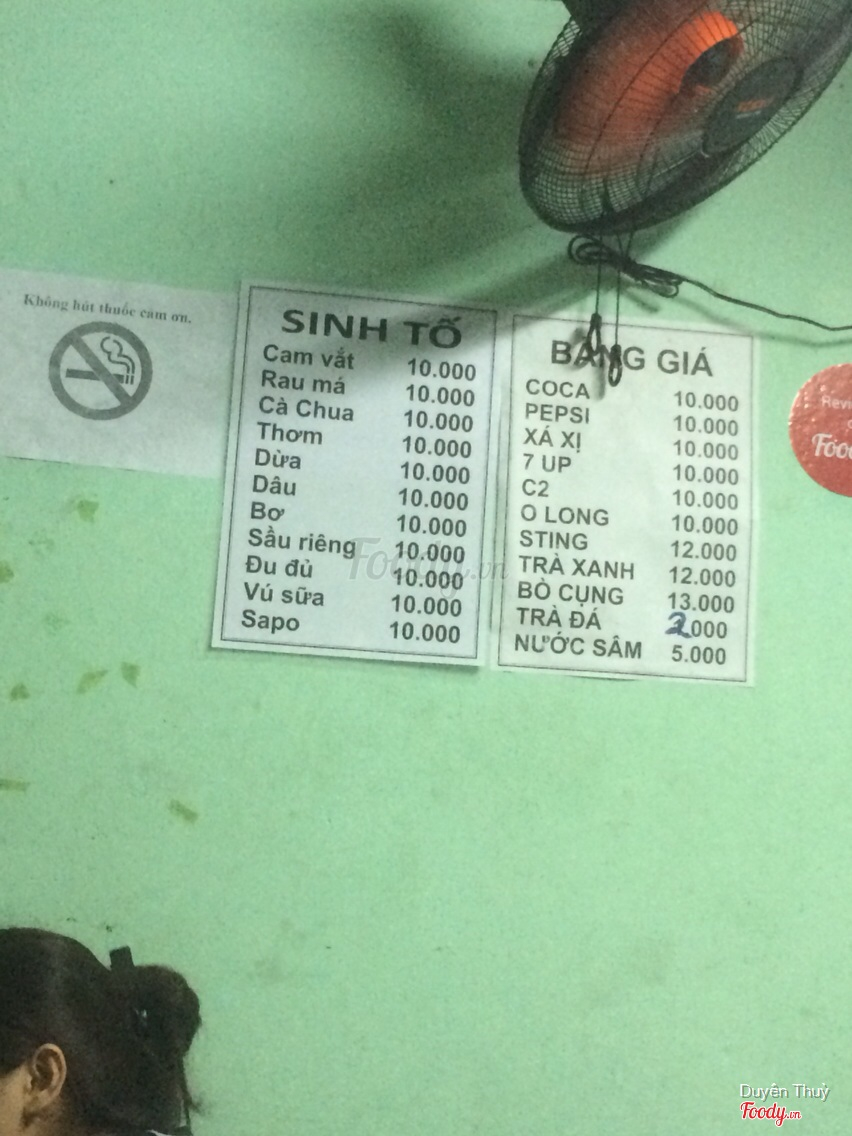 Không hút thuốc cám ơn.
SINH TỐ
Cam vắt 10.000
Rau má 10.000
Cà Chua 10.000
Thơm 10.000
Dừa 10.000
Dâu 10.000
Bơ 10.000
Sầu riêng 10.000
Đu đủ 10.000
Vú sữa 10.000
Sapo 10.000
BẢNG GIÁ
COCA 10.000
PEPSI 10.000
XÁ XỊ 10.000
7 UP 10.000
C2 10.000
O LONG 10.000
STING 12.000
TRÀ XANH 12.000
BÒ CỤNG 13.000
TRÀ ĐÁ 2.000
NƯỚC SÂM 5.000
Foody.vn
Duyên Thuỳ
Foody.vn